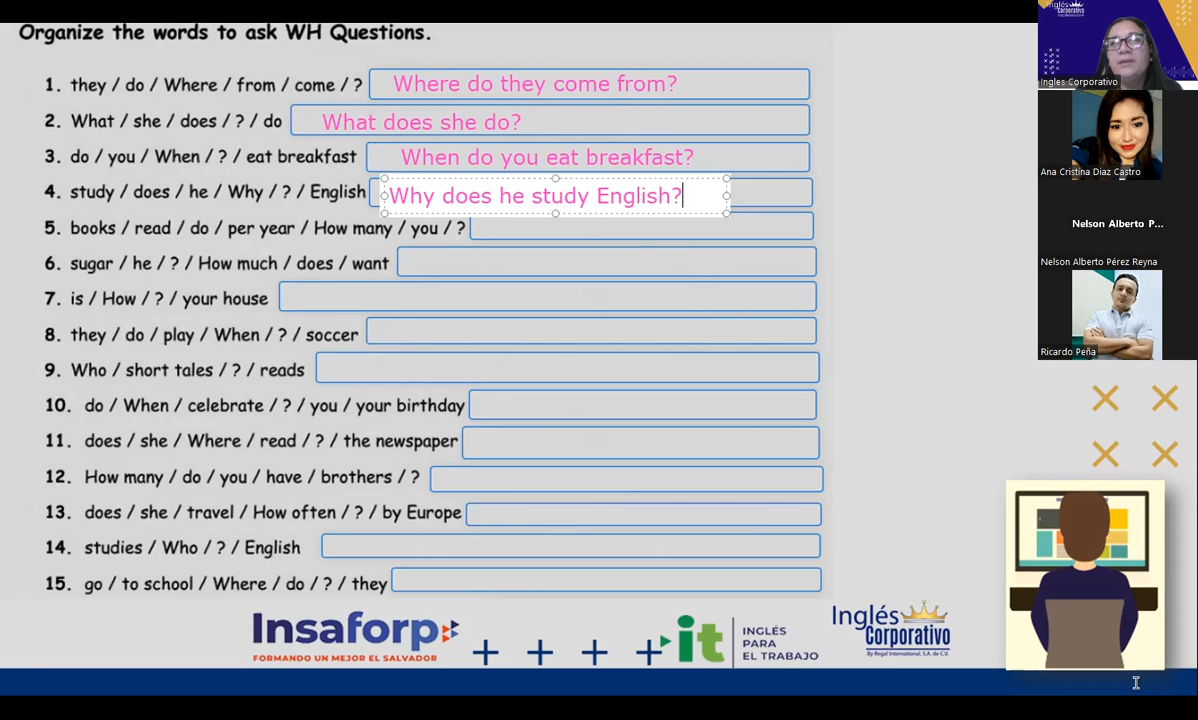 Organize the words to ask WH Questions.
1. they / do / Where / from / come / ? Where do they come from?
2. What / she / does / ? / do What does she do?
3. do / you / When / ? / eat breakfast When do you eat breakfast?
4. study / does / he / Why / ? / English Why does he study English?
5. books / read / do / per year / How many / you / ?
6. sugar / he / ? / How much / does / want
7. is / How / ? / your house
8. they / do / play / When / ? / soccer
9. Who / short tales / ? / reads
10. do / When / celebrate / ? / you / your birthday
11. does / she / Where / read / ? / the newspaper
12. How many / do / you / have / brothers / ?
13. does / she / travel / How often / ? / by Europe
14. studies / Who / ? / English
15. go / to school / Where / do / ? / they
Insaforp
FORMANDO UN MEJOR EL SALVADOR
it
INGLÉS
PARA
EL TRABAJO
Inglés
Corporativo
By Regal International, S.A. de C.V.
Inglés
Corporativo
Ingles Corporativo
Ana Cristina Diaz Castro
Nelson Alberto P...
Nelson Alberto Pérez Reyna
Ricardo Peña